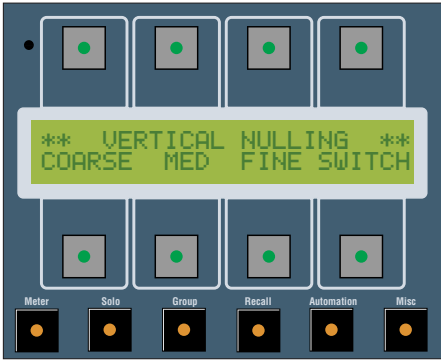 ** VERTICAL NULLING **
COARSE MED FINE SWITCH
Meter Solo Group Recall Automation Misc